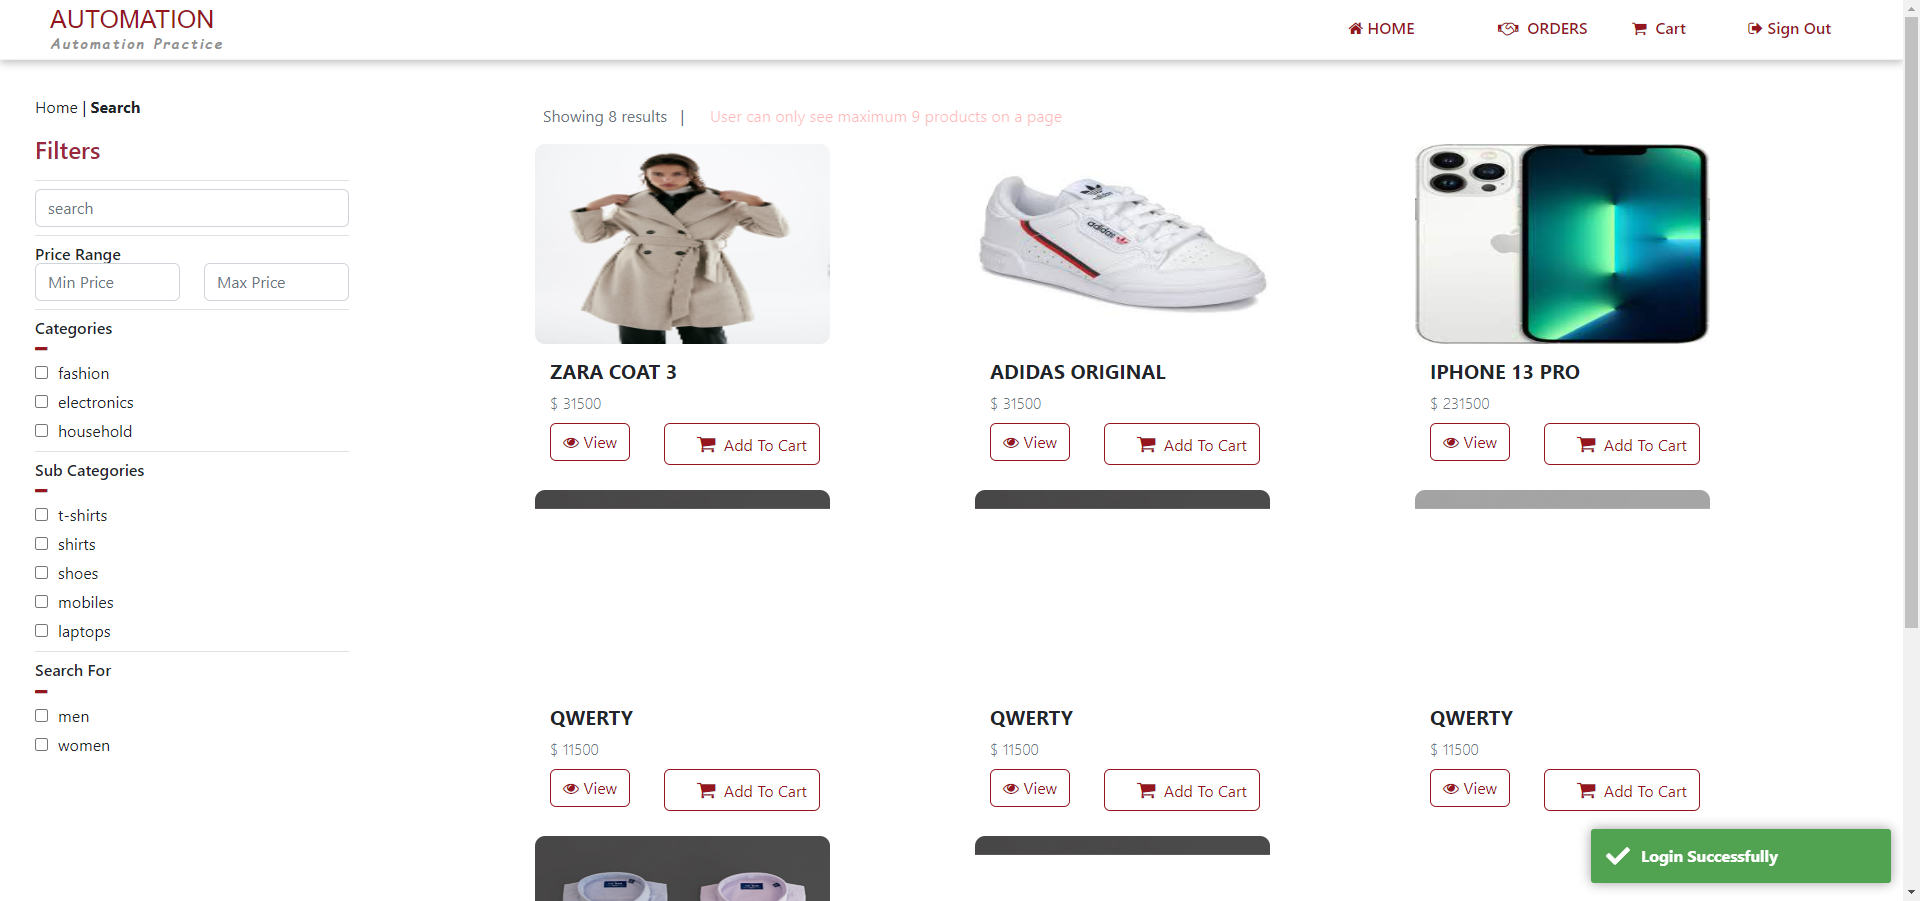 AUTOMATION
Automation Practice
HOME
ORDERS
Cart
Sign Out
Home | Search
Filters
search
Price Range
Min Price
Max Price
Categories
fashion
electronics
household
Sub Categories
t-shirts
shirts
shoes
mobiles
laptops
Search For
men
women
Showing 8 results |
User can only see maximum 9 products on a page
adidas
ZARA COAT 3
$ 31500
View
Add To Cart
ADIDAS ORIGINAL
$ 31500
View
Add To Cart
IPHONE 13 PRO
$ 231500
View
Add To Cart
QWERTY
$ 11500
View
Add To Cart
QWERTY
$ 11500
View
Add To Cart
QWERTY
$ 11500
View
Add To Cart
Login Successfully